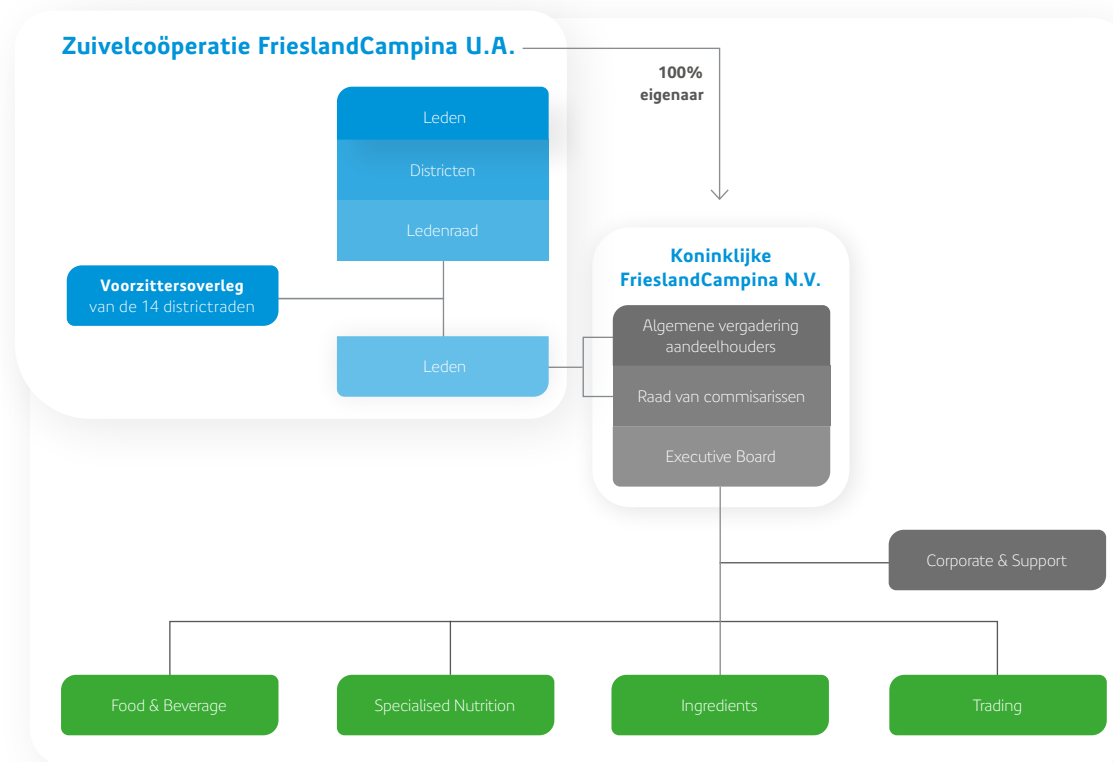 Zuivelcoöperatie FrieslandCampina U.A.
100%
eigenaar
Leden
Districten
Ledenraad
Voorzittersoverleg
van de 14 districtraden
Leden
Koninklijke
FrieslandCampina N.V.
Algemene vergadering
aandeelhouders
Raad van commisarissen
Executive Board
Corporate & Support
Food & Beverage
Specialised Nutrition
Ingredients
Trading